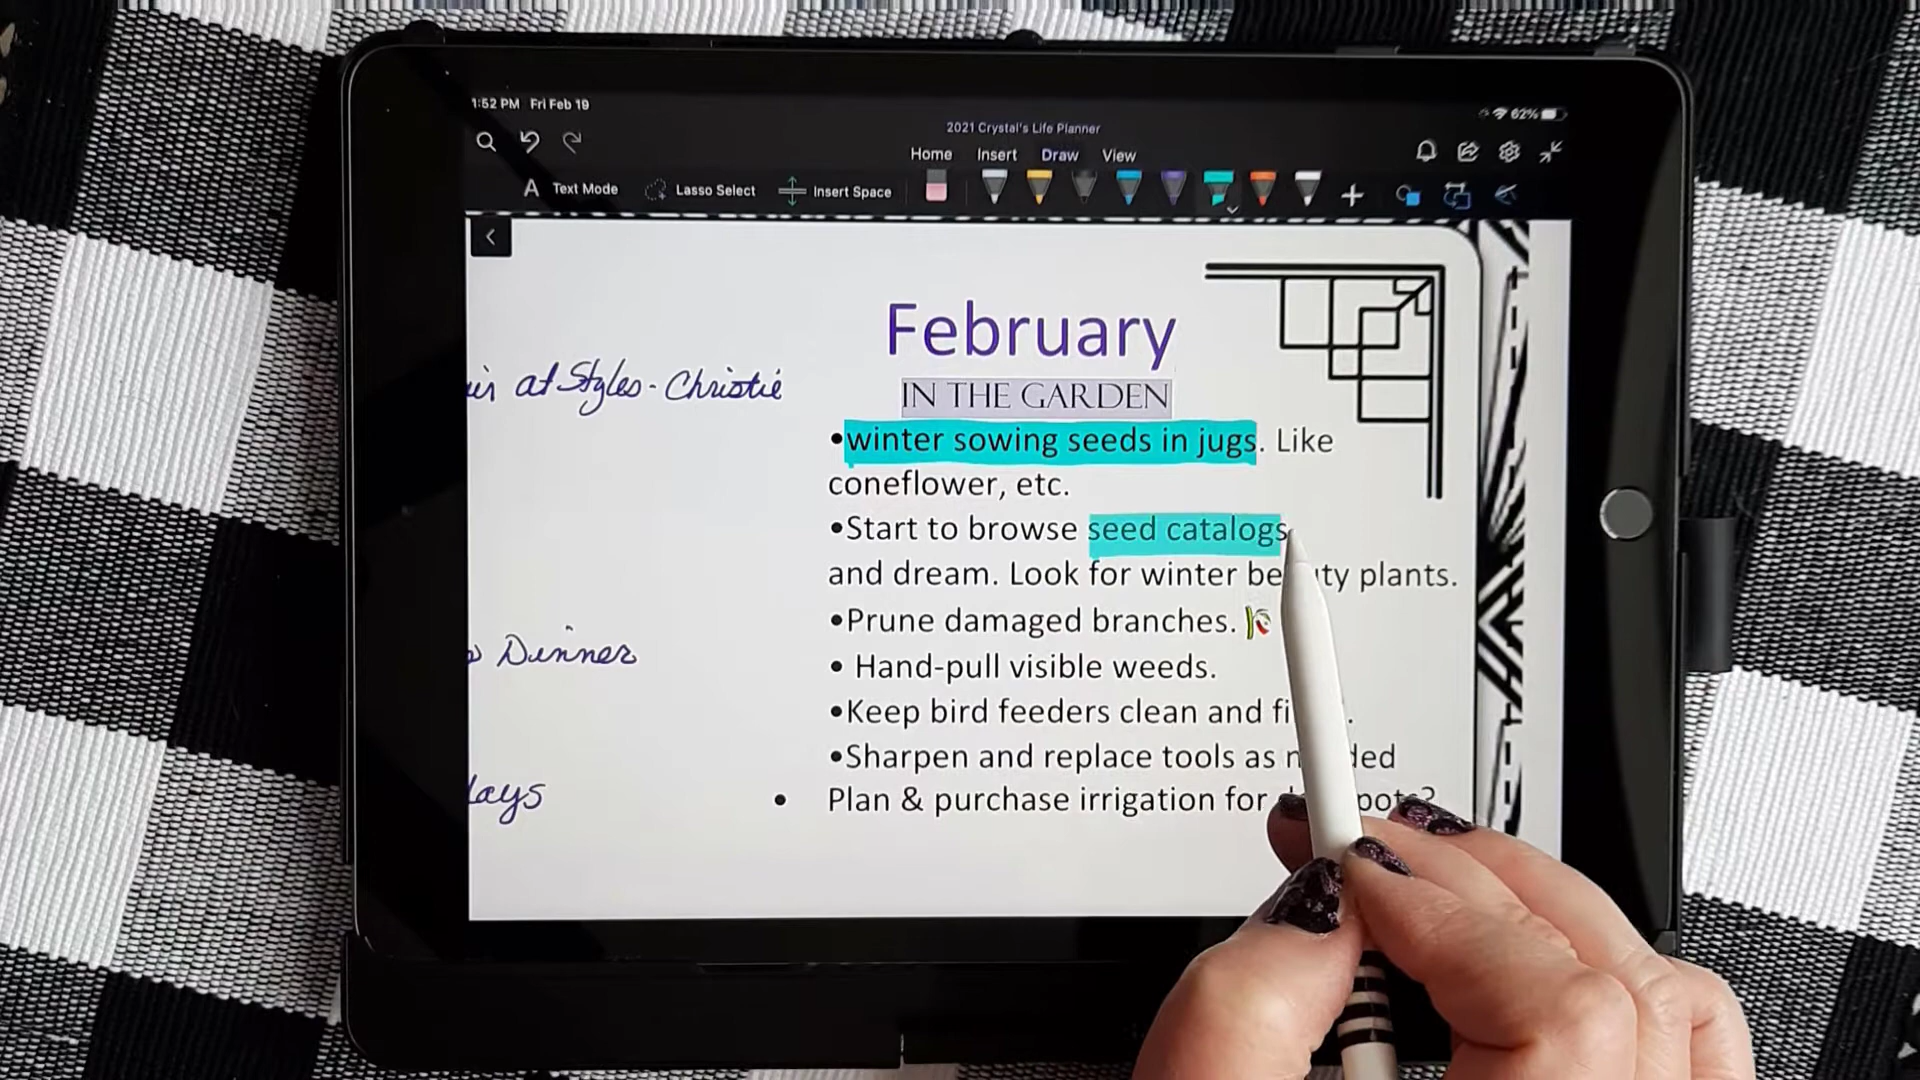 1:52 PM Fri Feb 19
62%
2021 Crystal's Life Planner
Home Insert Draw View
A Text Mode Lasso Select Insert Space
February
at Styles - Christie
IN THE GARDEN
•winter sowing seeds in jugs. Like
coneflower, etc.
•Start to browse seed catalogs
and dream. Look for winter plants.
•Prune damaged branches.
Dinner
• Hand-pull visible weeds.
•Keep bird feeders clean and
•Sharpen and replace tools as
• Plan & purchase irrigation for